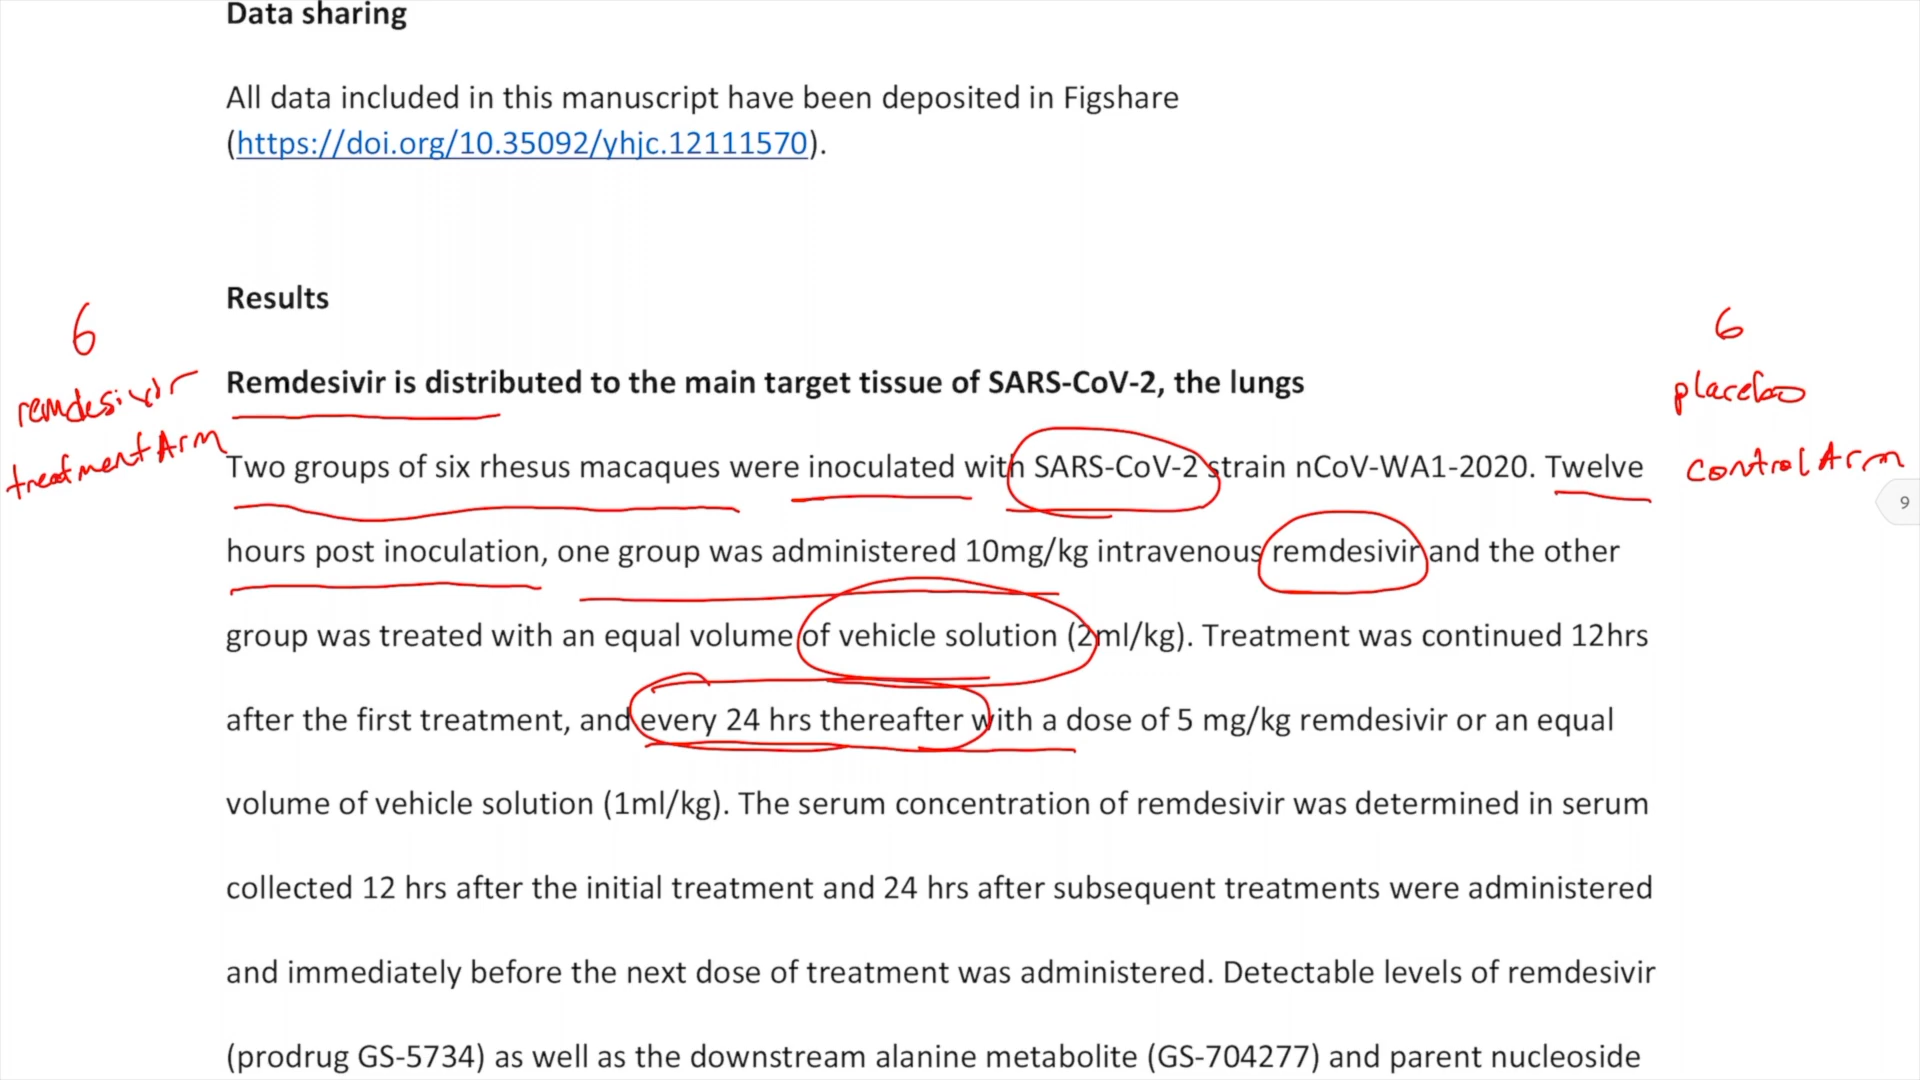 Data sharing
All data included in this manuscript have been deposited in Figshare
(https://doi.org/10.35092/yhjc.12111570).
Results
6
remdesivir
treatment Arm
6
placebo
control Arm
Remdesivir is distributed to the main target tissue of SARS-CoV-2, the lungs
Two groups of six rhesus macaques were inoculated with SARS-CoV-2 strain nCoV-WA1-2020. Twelve
hours post inoculation, one group was administered 10mg/kg intravenous remdesivir and the other
group was treated with an equal volume of vehicle solution (2ml/kg). Treatment was continued 12hrs
after the first treatment, and every 24 hrs thereafter with a dose of 5 mg/kg remdesivir or an equal
volume of vehicle solution (1ml/kg). The serum concentration of remdesivir was determined in serum
collected 12 hrs after the initial treatment and 24 hrs after subsequent treatments were administered
and immediately before the next dose of treatment was administered. Detectable levels of remdesivir
(prodrug GS-5734) as well as the downstream alanine metabolite (GS-704277) and parent nucleoside
9